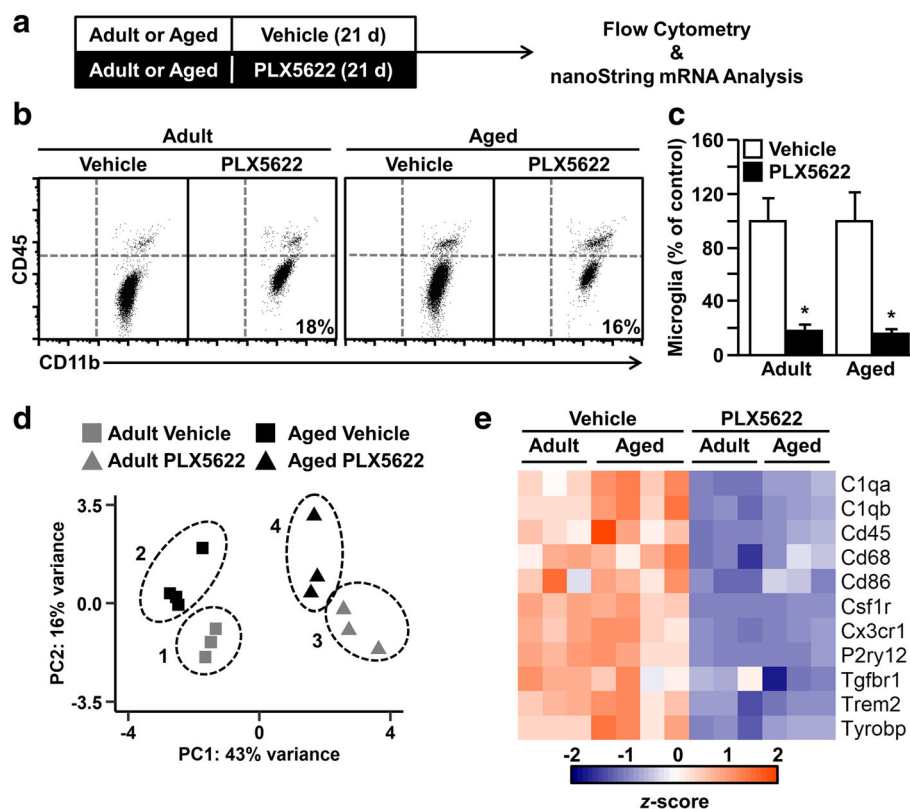 a
Adult or Aged Vehicle (21 d)
Adult or Aged PLX5622 (21 d)
Flow Cytometry
&
nanoString mRNA Analysis
b
Adult Aged
Vehicle PLX5622 Vehicle PLX5622
CD45
18% 16%
CD11b
c
Vehicle
PLX5622
Microglia (% of control)
160
120
80
40
0
* *
Adult Aged
d
Adult Vehicle Aged Vehicle
Adult PLX5622 Aged PLX5622
PC2: 16% variance
3.5
0.0
-3.5
2
4
1
3
-4 0 4
PC1: 43% variance
e
Vehicle PLX5622
Adult Aged Adult Aged
C1qa
C1qb
Cd45
Cd68
Cd86
Csf1r
Cx3cr1
P2ry12
Tgfbr1
Trem2
Tyrobp
-2 -1 0 1 2
z-score